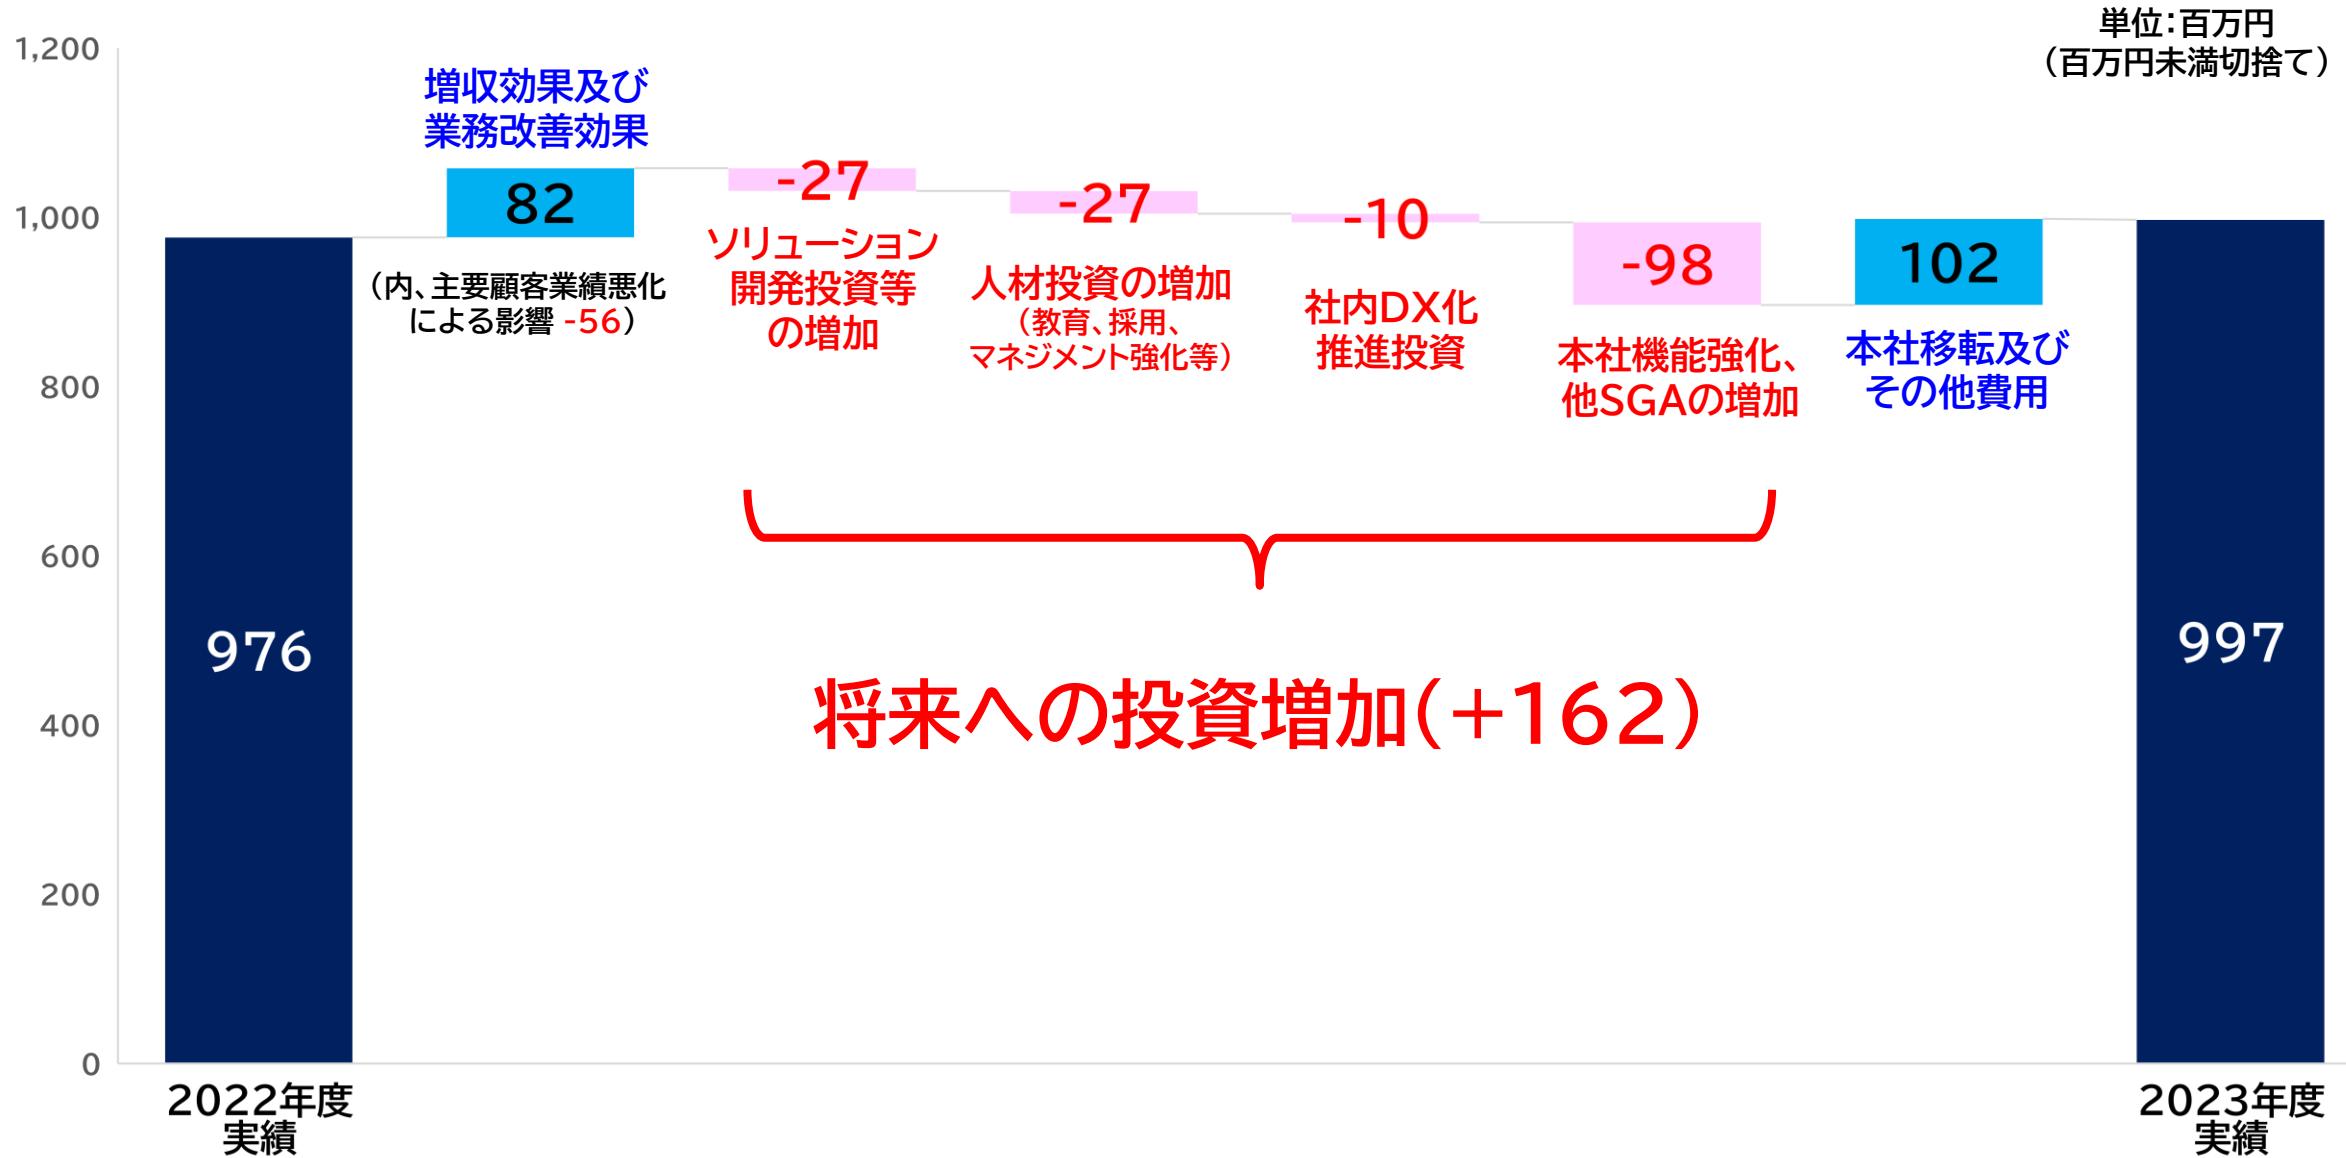 単位：百万円
（百万円未満切捨て）
1,200
1,000
800
600
400
200
0
増収効果及び
業務改善効果
82
（内、主要顧客業績悪化
による影響 -56）
-27
ソリューション
開発投資等
の増加
-27
人材投資の増加
（教育、採用、
マネジメント強化等）
-10
社内DX化
推進投資
-98
本社機能強化、
他SGAの増加
102
本社移転及び
その他費用
976
997
将来への投資増加（+162）
2022年度
実績
2023年度
実績